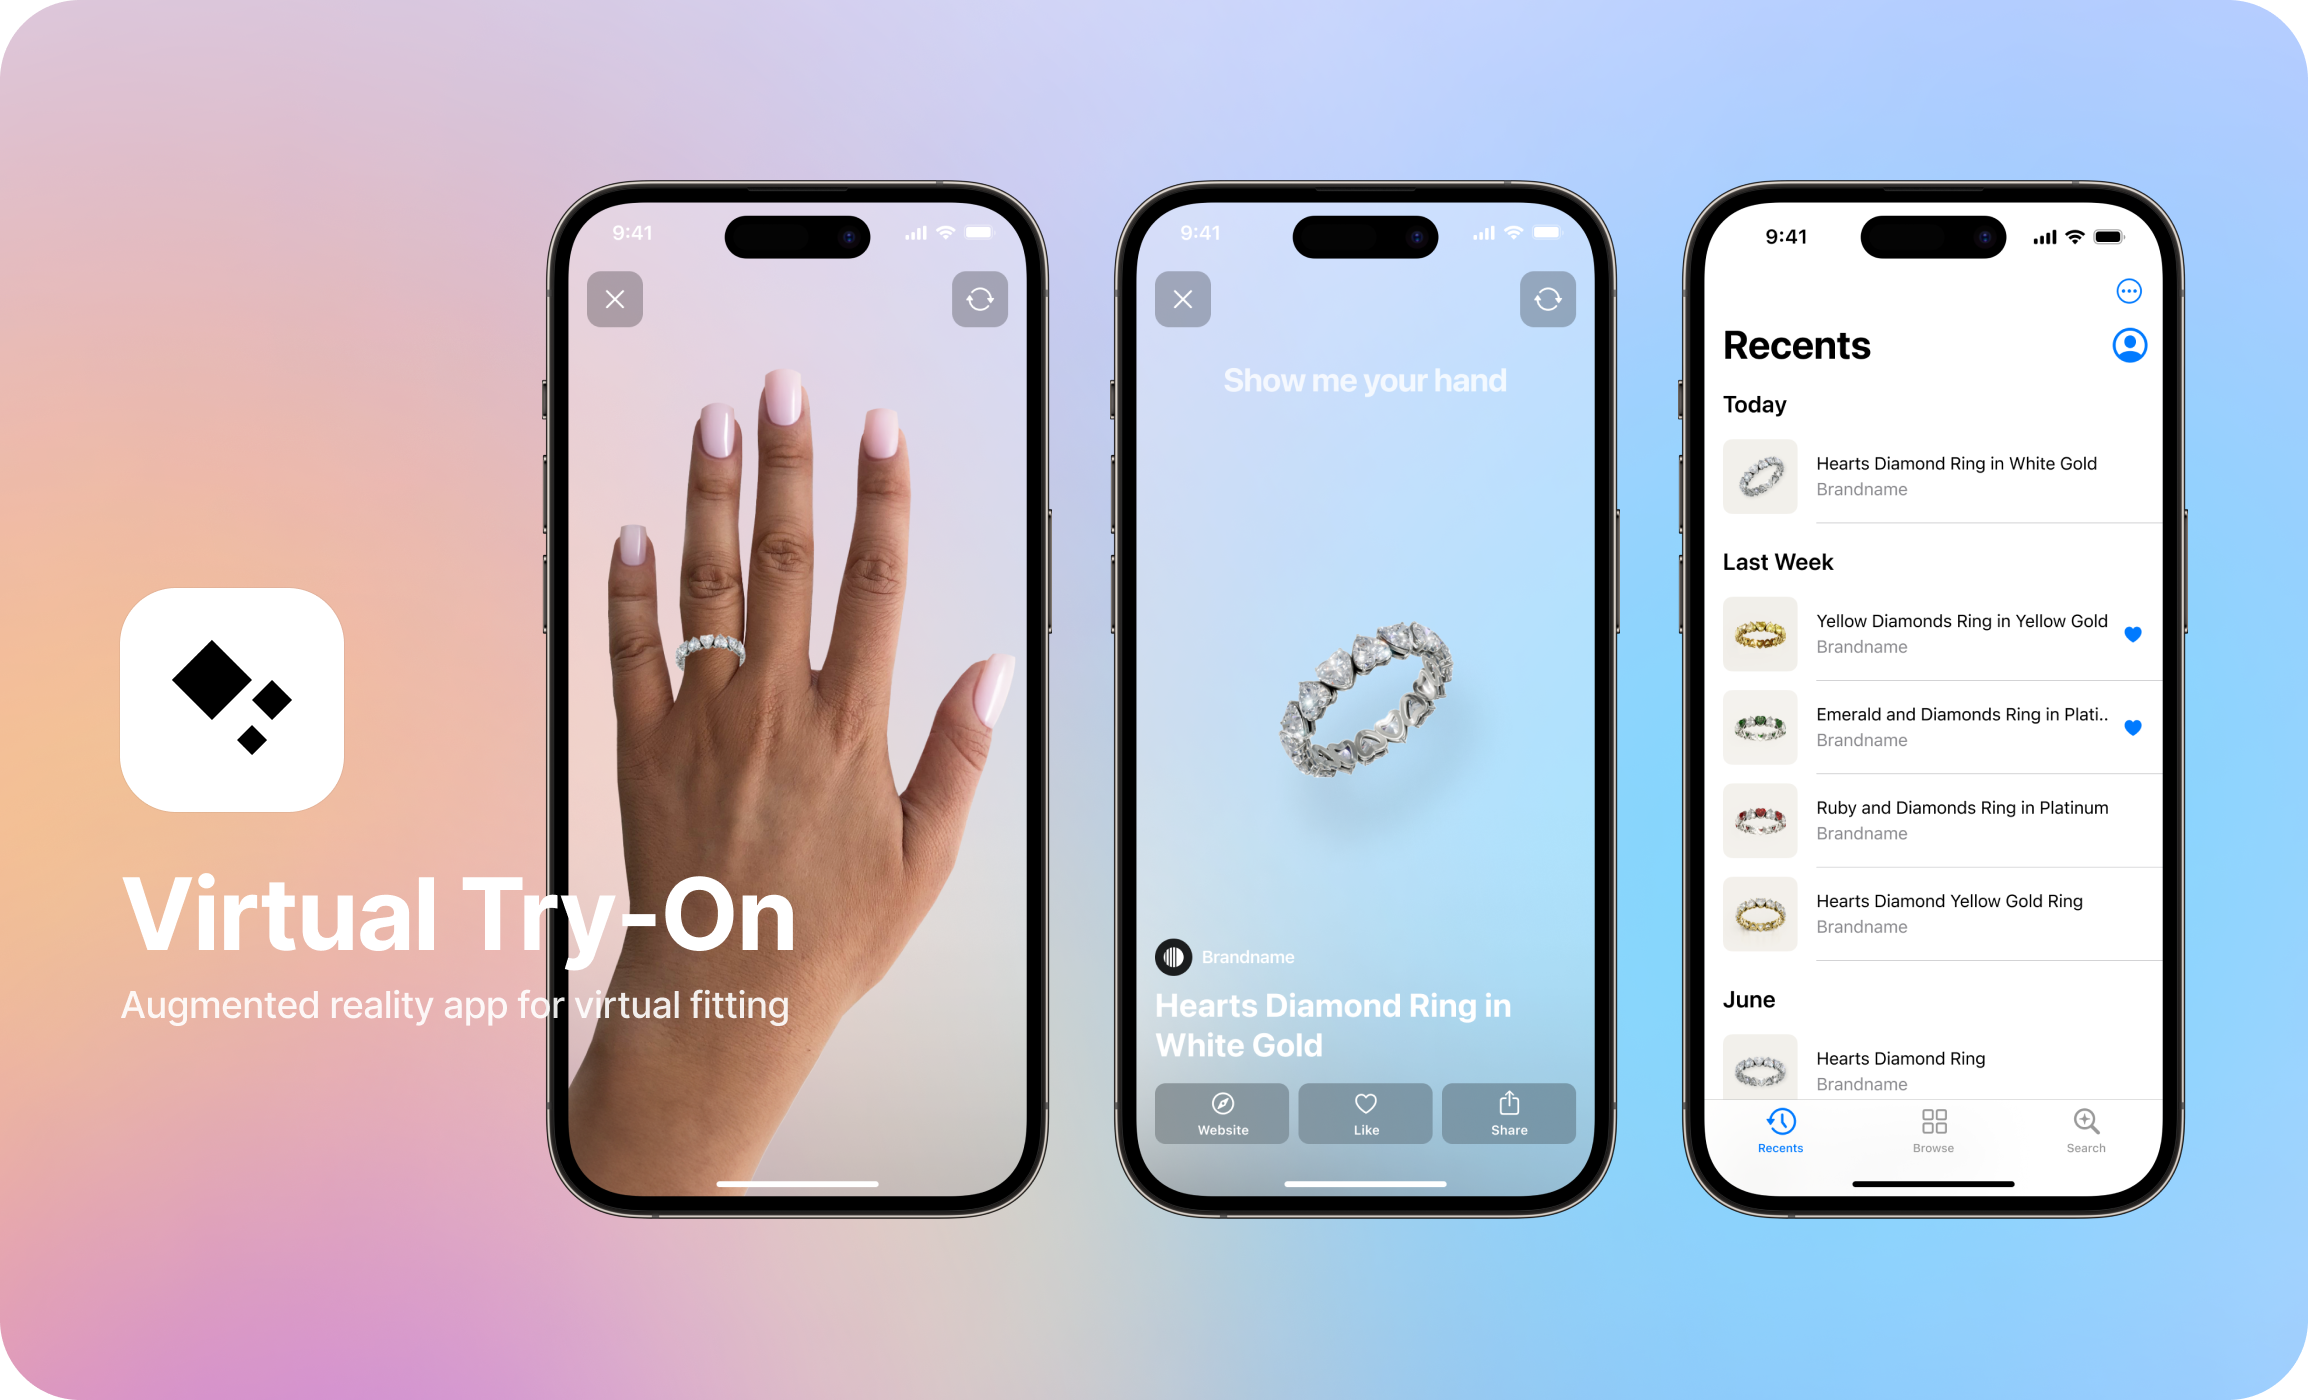 Virtual Try-On
Augmented reality app for virtual fitting
9:41
9:41
Show me your hand
Brandname
Hearts Diamond Ring in
White Gold
Website
Like
Share
9:41
Recents
Today
Hearts Diamond Ring in White Gold
Brandname
Last Week
Yellow Diamonds Ring in Yellow Gold
Brandname
Emerald and Diamonds Ring in Plati..
Brandname
Ruby and Diamonds Ring in Platinum
Brandname
Hearts Diamond Yellow Gold Ring
Brandname
June
Hearts Diamond Ring
Brandname
Recents
Browse
Search